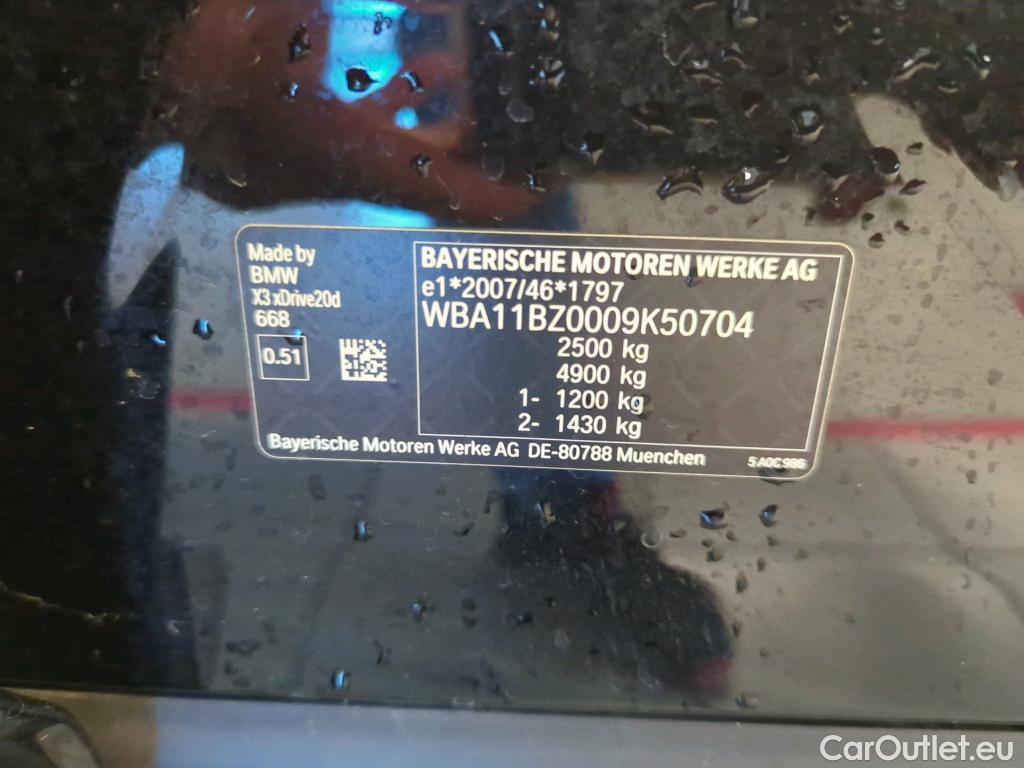 Made by
BMW
X3 xDrive20d
668
0.51
BAYERISCHE MOTOREN WERKE AG
e1*2007/46*1797
WBA11BZ0009K50704
2500 kg
4900 kg
1- 1200 kg
2- 1430 kg
Bayerische Motoren Werke AG DE-80788 Muenchen
5A0C986
CarOutlet.eu